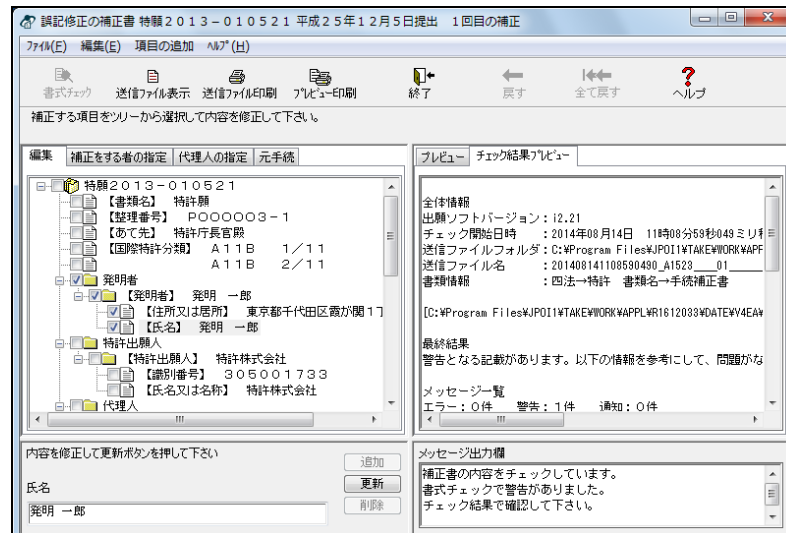 誤記修正の補正書 特願２０１３－０１０５２１ 平成２５年１２月５日提出　１回目の補正
ﾌｧｲﾙ(F)　編集(E)　項目の追加　ﾍﾙﾌﾟ(H)
書式ﾁｪｯｸ　送信ﾌｧｲﾙ表示　送信ﾌｧｲﾙ印刷　ﾌﾟﾚﾋﾞｭｰ印刷　終了　戻す　全て戻す　ヘルプ
補正する項目をツリーから選択して内容を修正して下さい。
編集　補正をする者の指定　代理人の指定　元手続
特願２０１３－０１０５２１
【書類名】　特許願
【整理番号】　Ｐ０００００３－１
【あて先】　特許庁長官殿
【国際特許分類】　Ａ１１Ｂ　　１／１１
Ａ１１Ｂ　　２／１１
発明者
【発明者】　発明　一郎
【住所又は居所】　東京都千代田区霞が関１丁
【氏名】　発明　一郎
特許出願人
【特許出願人】　特許株式会社
【識別番号】　３０５００１７３３
【氏名又は名称】　特許株式会社
代理人
内容を修正して更新ボタンを押して下さい
追加
氏名
更新
発明　一郎
削除
プレビュー　ﾁｪｯｸ結果ﾌﾟﾚﾋﾞｭｰ
全体情報
出願ソフトバージョン：i2.21
チェック開始日時　：2014年08月14日　11時08分59秒049ミリ
送信ファイルフォルダ：C:¥Program Files¥JPOI1¥TAKE¥WORK¥APP
送信ファイル名　：201408141108590490_A1523____01_____
書類情報　：四法→特許　書類名→手続補正書
[C:¥Program Files¥JPOI1¥TAKE¥WORK¥APPL¥R1612033¥DATE¥V4EA¥
最終結果
警告となる記載があります。以下の情報を参考にして、問題がな
メッセージ一覧
エラー：０件　警告：１件　通知：０件
メッセージ出力欄
補正書の内容をチェックしています。
書式チェックで警告がありました。
チェック結果で確認して下さい。